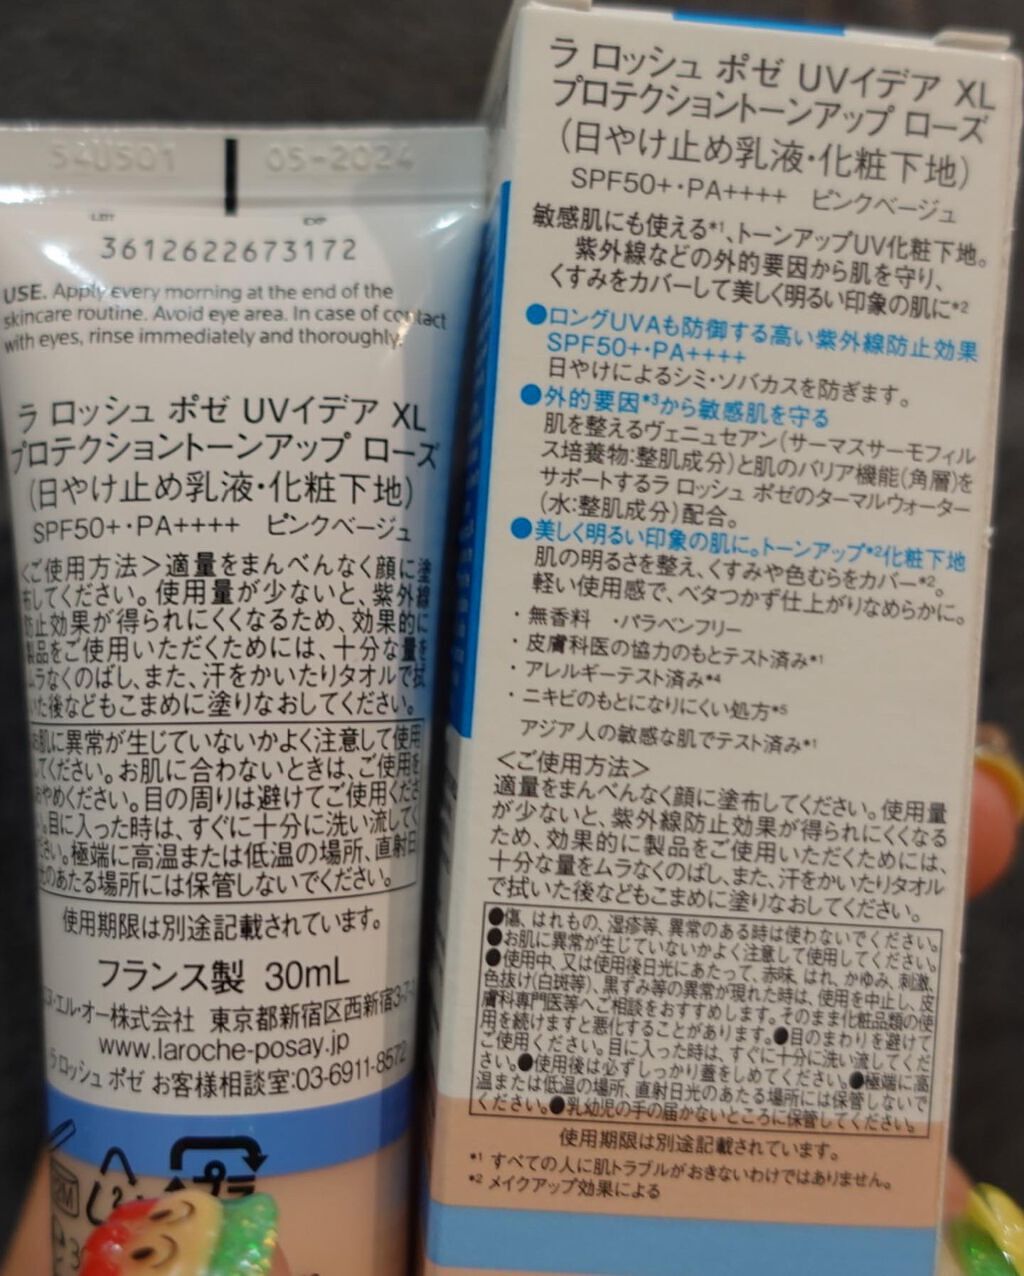 54U501 05-2024
LOT EXP
3612622673172
USE. Apply every morning at the end of the
skincare routine. Avoid eye area. In case of contact
with eyes, rinse immediately and thoroughly.
ラ ロッシュ ポゼ UVイデア XL
プロテクショントーンアップ ローズ
(日やけ止め乳液・化粧下地)
SPF50+・PA++++ ピンクベージュ
<ご使用方法>適量をまんべんなく顔に塗
布してください。使用量が少ないと、紫外線
防止効果が得られにくくなるため、効果的に
製品をご使用いただくためには、十分な量を
ムラなくのばし、また、汗をかいたりタオルで拭
いた後などもこまめに塗りなおしてください。
お肌に異常が生じていないかよく注意して使用
してください。お肌に合わないときは、ご使用を
おやめください。目の周りは避けてご使用くださ
い。目に入った時は、すぐに十分に洗い流してく
ださい。極端に高温または低温の場所、直射日
光のあたる場所には保管しないでください。
使用期限は別途記載されています。
フランス製 30mL
エル・オー株式会社 東京都新宿区西新宿3-7-
www.laroche-posay.jp
ラ ロッシュ ポゼ お客様相談室:03-6911-8572
プラ
ラ ロッシュ ポゼ UVイデア XL
プロテクショントーンアップ ローズ
(日やけ止め乳液・化粧下地)
SPF50+・PA++++ ピンクベージュ
敏感肌にも使える*1、トーンアップUV化粧下地。
紫外線などの外的要因から肌を守り、
くすみをカバーして美しく明るい印象の肌に*2
●ロングUVAも防御する高い紫外線防止効果
SPF50+・PA++++
日やけによるシミ・ソバカスを防ぎます。
●外的要因*3から敏感肌を守る
肌を整えるヴェニュセアン(サーマスサーモフィル
ス培養物:整肌成分)と肌のバリア機能(角層)を
サポートするラ ロッシュ ポゼのターマルウォーター
(水:整肌成分)配合。
●美しく明るい印象の肌に。トーンアップ*2化粧下地
肌の明るさを整え、くすみや色むらをカバー*2。
軽い使用感で、ベタつかず仕上がりなめらかに。
・無香料 ・パラベンフリー
・皮膚科医の協力のもとテスト済み*1
・アレルギーテスト済み*4
・ニキビのもとになりにくい処方*5
アジア人の敏感な肌でテスト済み*1
<ご使用方法>
適量をまんべんなく顔に塗布してください。使用量
が少ないと、紫外線防止効果が得られにくくなる
ため、効果的に製品をご使用いただくためには、
十分な量をムラなくのばし、また、汗をかいたりタオル
で拭いた後などもこまめに塗りなおしてください。
●傷、はれもの、湿疹等、異常のある時は使わないでください。
●お肌に異常が生じていないかよく注意して使用してください。
●使用中、又は使用後日光にあたって、赤味、はれ、かゆみ、刺激、
色抜け(白斑等)、黒ずみ等の異常が現れた時は、使用を中止し、皮
膚科専門医等へご相談をおすすめします。そのまま化粧品類の使
用を続けますと悪化することがあります。●目のまわりを避けて
ご使用ください。目に入った時は、すぐに十分に洗い流してくだ
さい。●使用後は必ずしっかり蓋をしめてください。●極端に高
温または低温の場所、直射日光のあたる場所には保管しないで
ください。●乳幼児の手の届かないところに保管してください。
使用期限は別途記載されています。
*1 すべての人に肌トラブルがおきないわけではありません。
*2 メイクアップ効果による